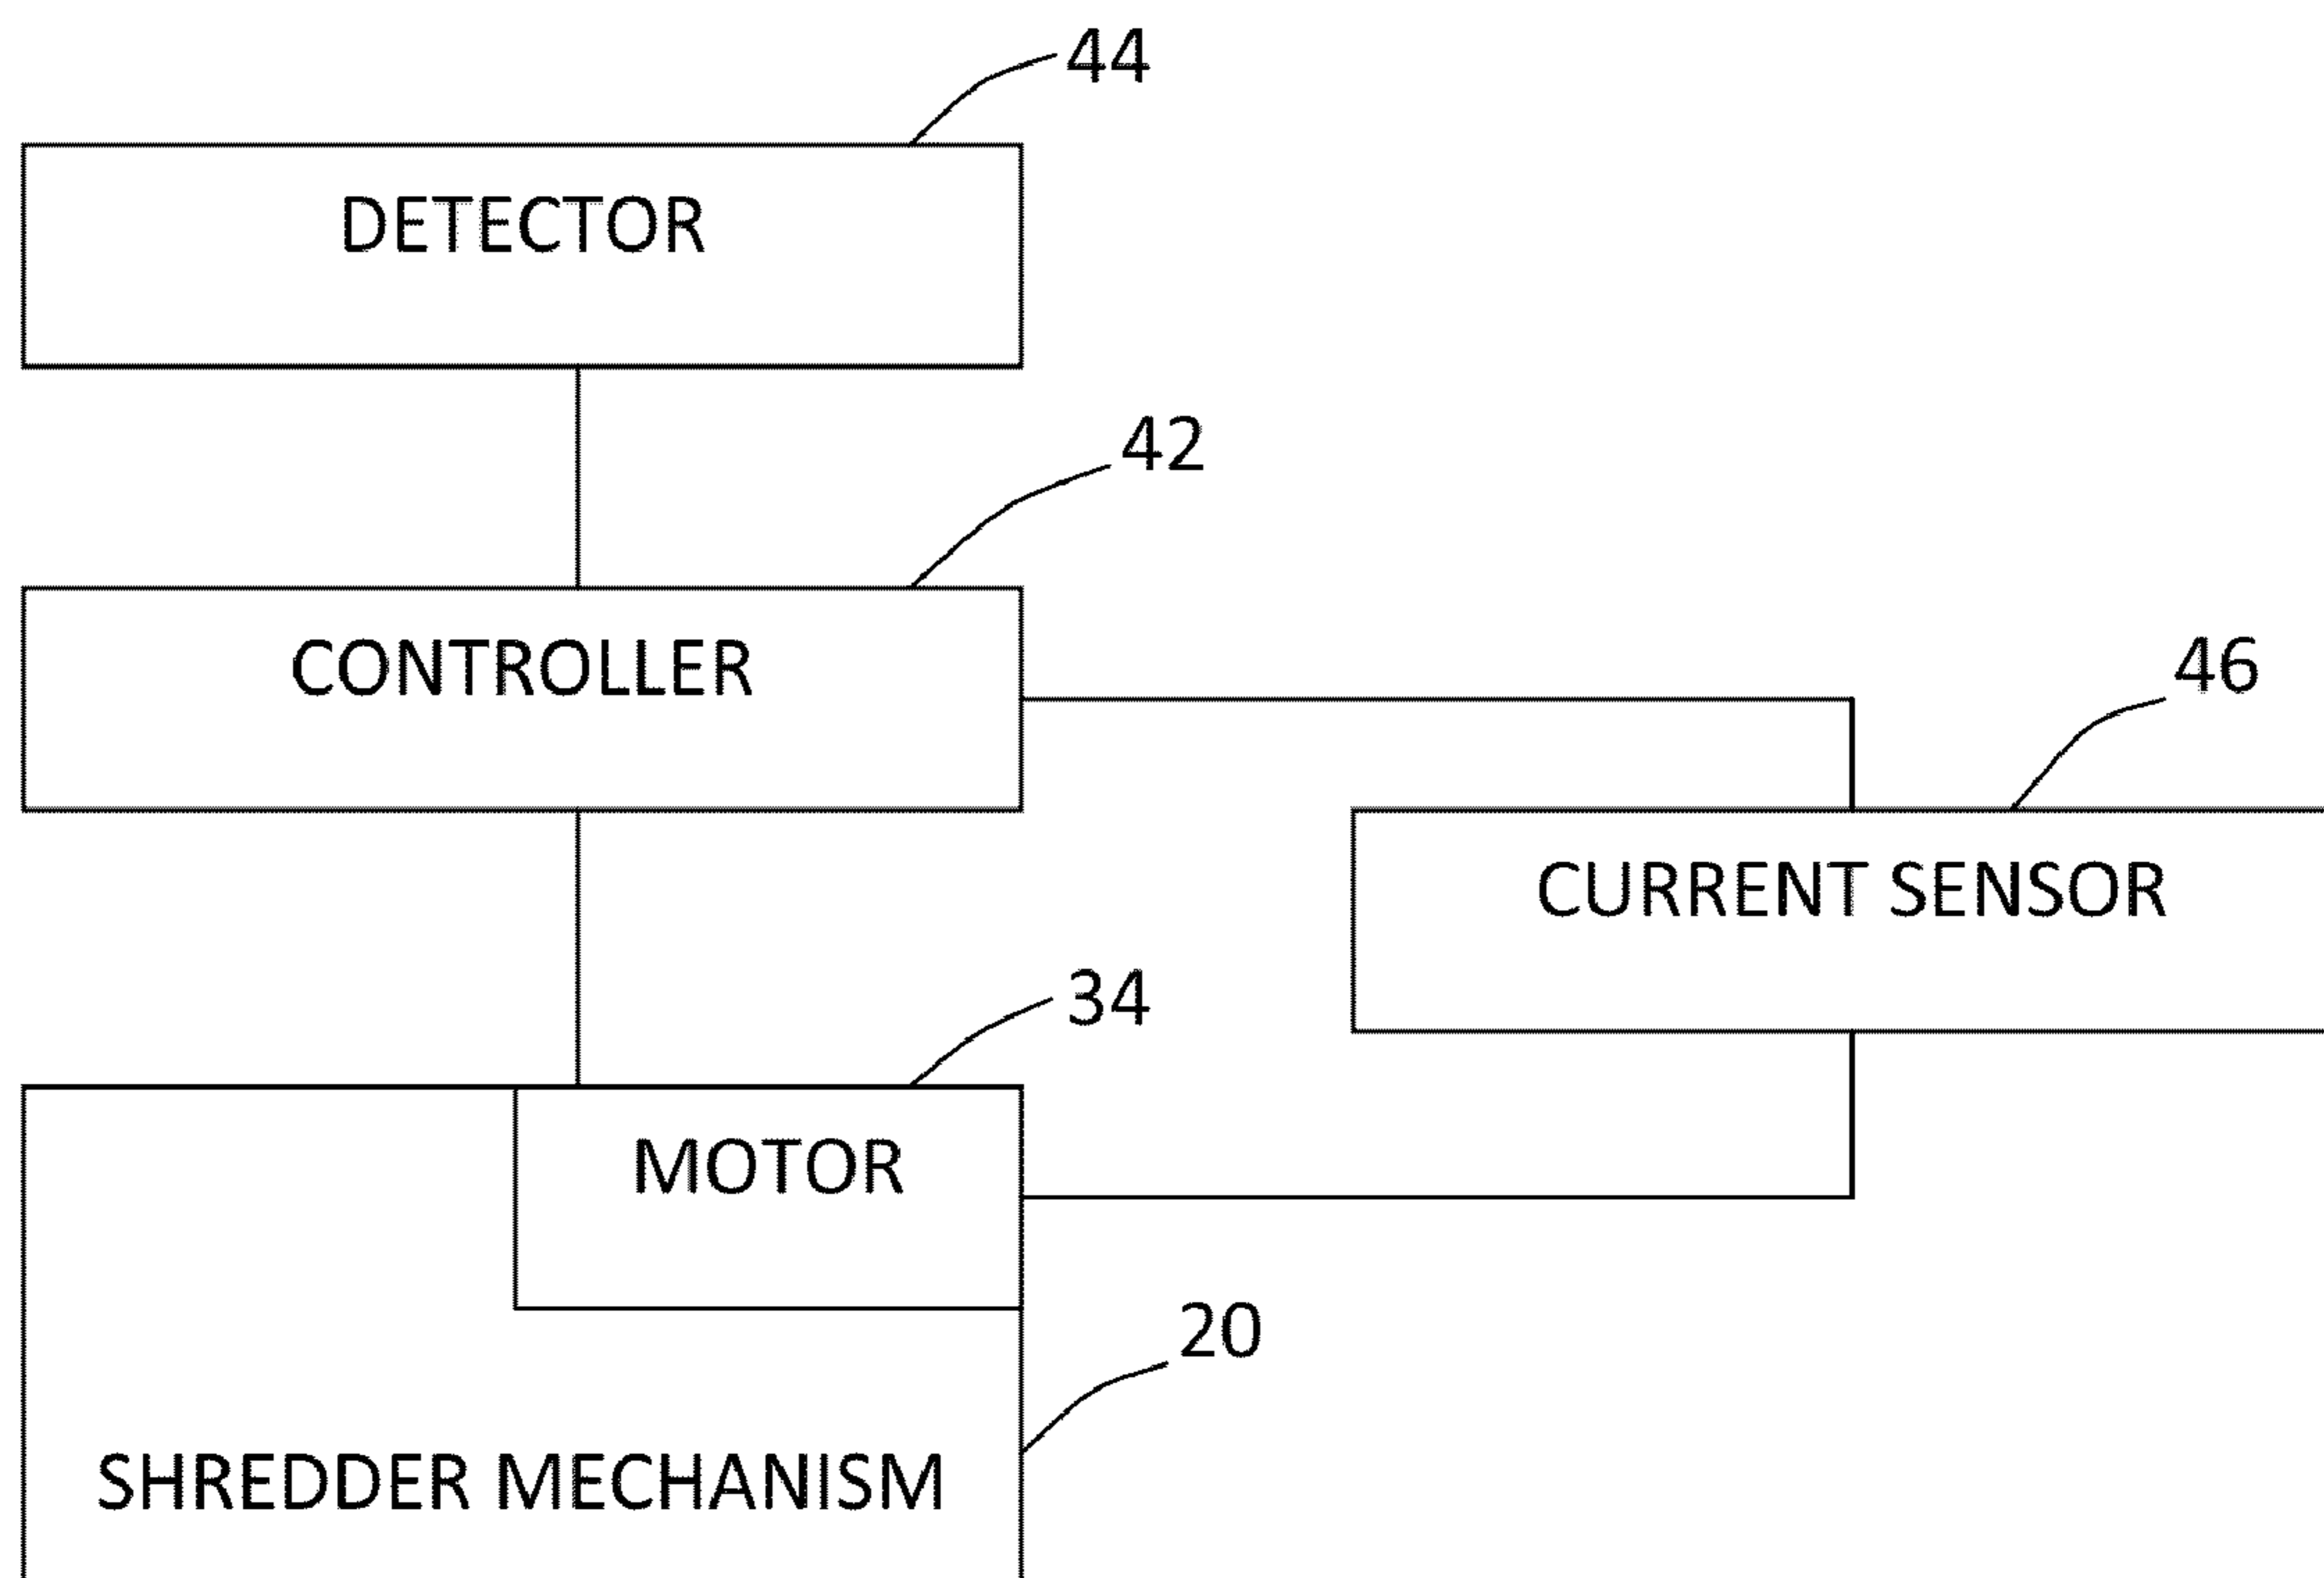 44
DETECTOR
42
CONTROLLER
46
CURRENT SENSOR
34
MOTOR
20
SHREDDER MECHANISM